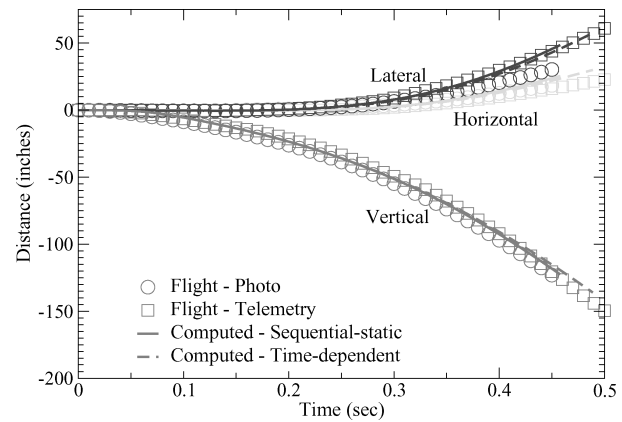 50
0
-50
-100
-150
-200
Distance (inches)
Lateral
Horizontal
Vertical
Flight - Photo
Flight - Telemetry
Computed - Sequential-static
Computed - Time-dependent
0 0.1 0.2 0.3 0.4 0.5
Time (sec)